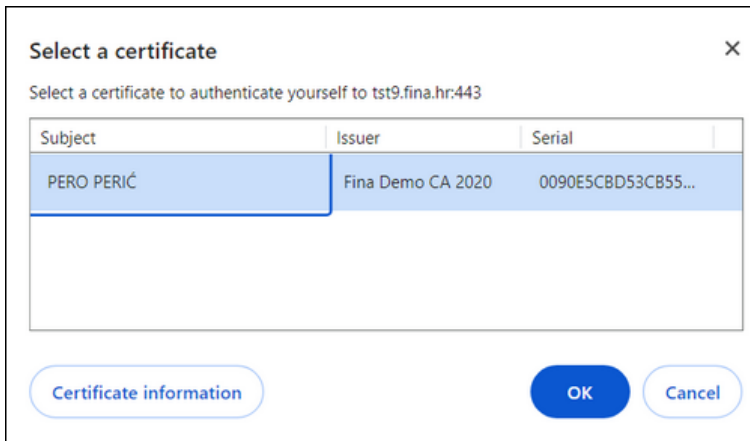 Select a certificate
Select a certificate to authenticate yourself to tst9.fina.hr:443
Subject Issuer Serial
PERO PERIĆ Fina Demo CA 2020 0090E5CBD53CB55...
Certificate information OK Cancel